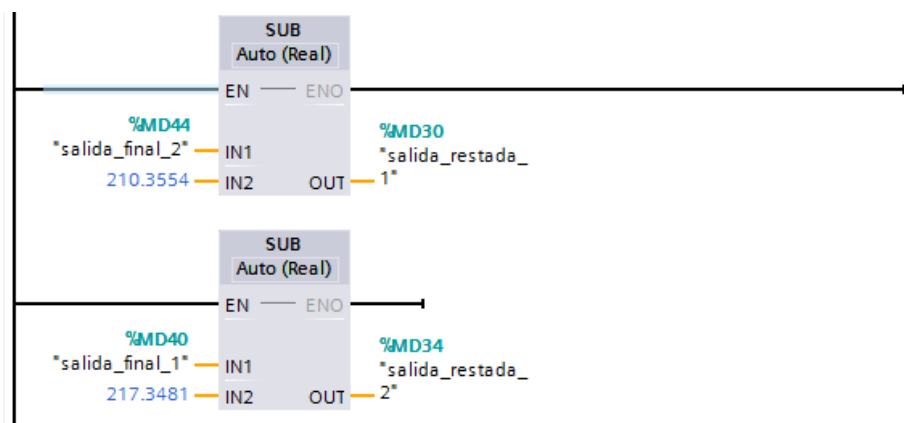 SUB
Auto (Real)
EN ENO
%MD44
"salida_final_2" IN1
%MD30
"salida_restada_
210.3554 IN2 OUT 1"
SUB
Auto (Real)
EN ENO
%MD40
"salida_final_1" IN1
%MD34
"salida_restada_
217.3481 IN2 OUT 2"